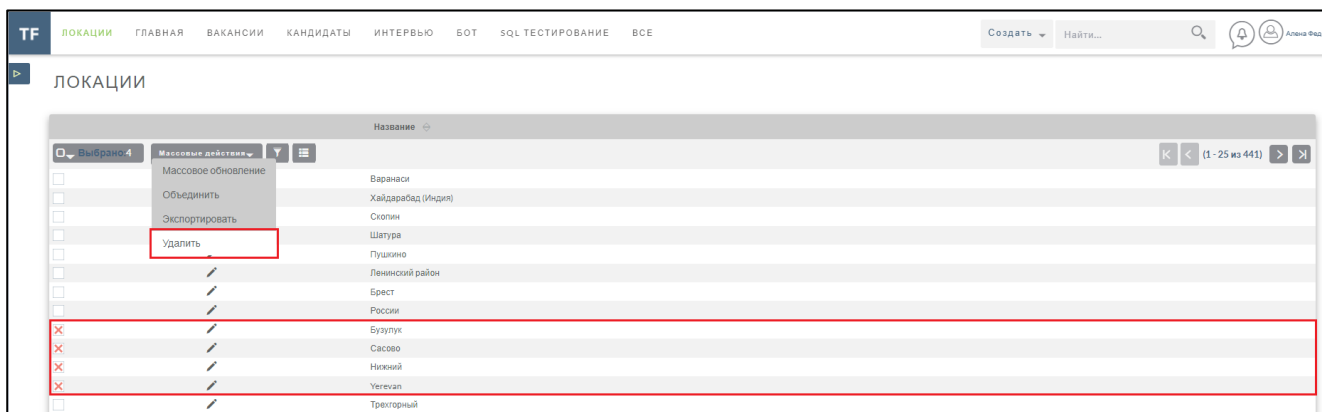 TF ЛОКАЦИИ ГЛАВНАЯ ВАКАНСИИ КАНДИДАТЫ ИНТЕРВЬЮ БОТ SQL ТЕСТИРОВАНИЕ ВСЕ Создать Найти... Алена Фед
ЛОКАЦИИ
Название
Выбрано:4 Массовые действия (1 - 25 из 441)
Массовое обновление
Объединить
Экспортировать
Удалить
Варанаси
Хайдарабад (Индия)
Скопин
Шатура
Пушкино
Ленинский район
Брест
России
Бузулук
Сасово
Нижний
Yerevan
Трехгорный